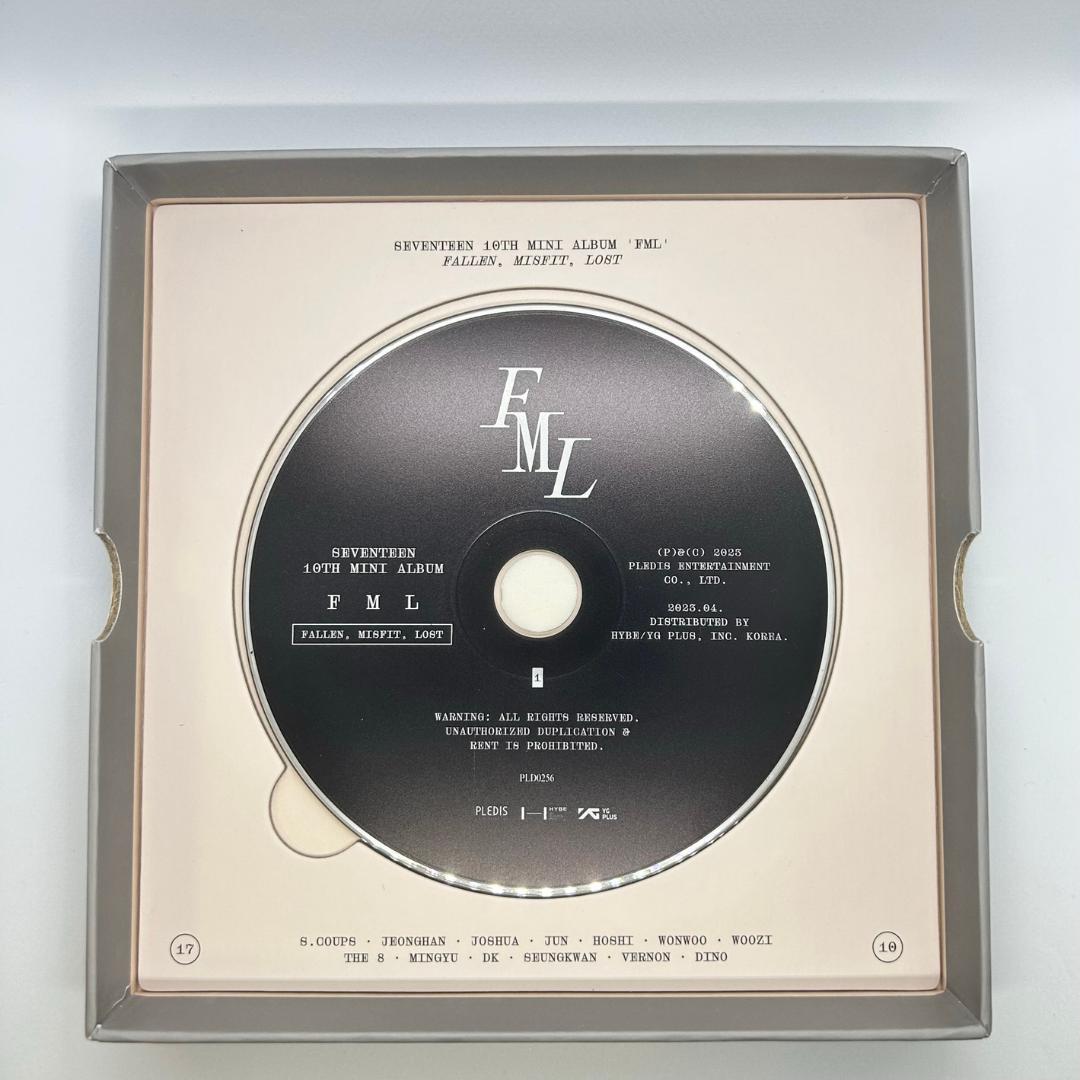 SEVENTEEN 10TH MINI ALBUM 'FML'
FALLEN, MISFIT, LOST
FML
SEVENTEEN
10TH MINI ALBUM
F M L
FALLEN, MISFIT, LOST
(P)&(C) 2023
PLEDIS ENTERTAINMENT
CO., LTD.
2023.04.
DISTRIBUTED BY
HYBE/YG PLUS, INC. KOREA.
1
WARNING: ALL RIGHTS RESERVED.
UNAUTHORIZED DUPLICATION &
RENT IS PROHIBITED.
PLD0256
PLEDIS HYBE YG PLUS
17
S.COUPS · JEONGHAN · JOSHUA · JUN · HOSHI · WONWOO · WOOZI
THE 8 · MINGYU · DK · SEUNGKWAN · VERNON · DINO
10